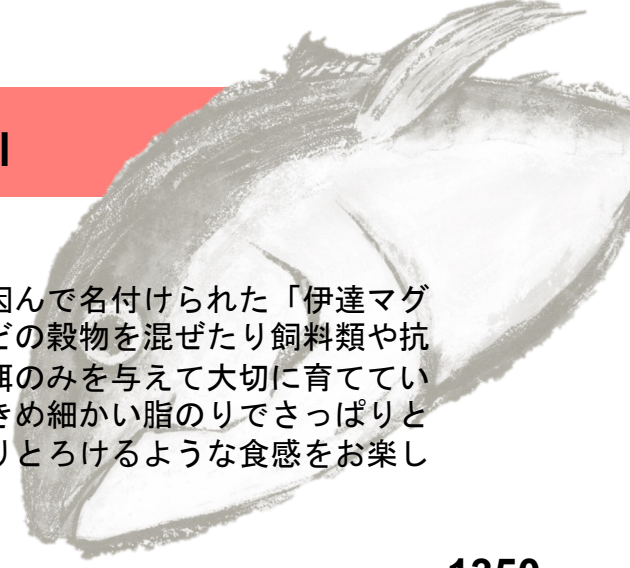 因んで名付けられた「伊達マグ
どの穀物を混ぜたり飼料類や抗
餌のみを与えて大切に育ててい
きめ細かい脂のりでさっぱりと
りとろけるような食感をお楽し
1350